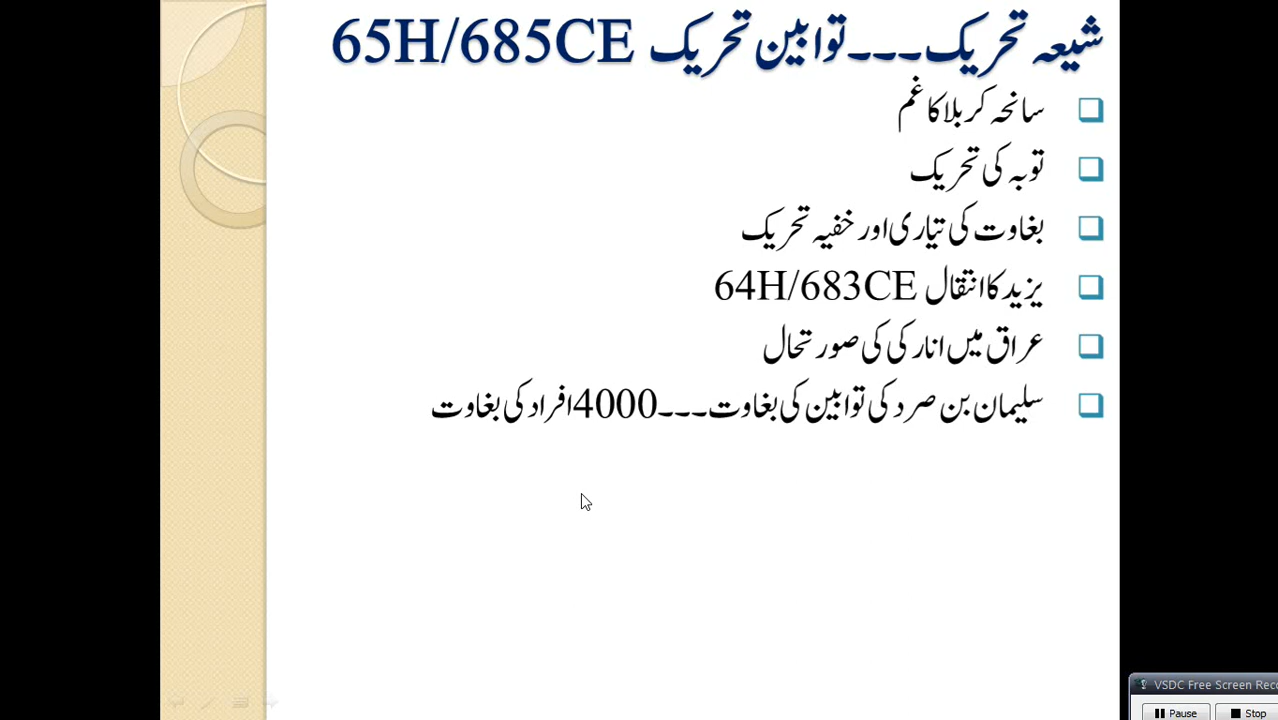 شیعہ تحریک۔۔۔توابین تحریک 65H/685CE
سانحہ کربلا کا غم
توبہ کی تحریک
بغاوت کی تیاری اور خفیہ تحریک
یزید کا انتقال 64H/683CE
عراق میں انارکی کی صورتحال
سلیمان بن صرد کی توابین کی بغاوت۔۔۔4000 افراد کی بغاوت
VSDC Free Screen Reco
Pause Stop